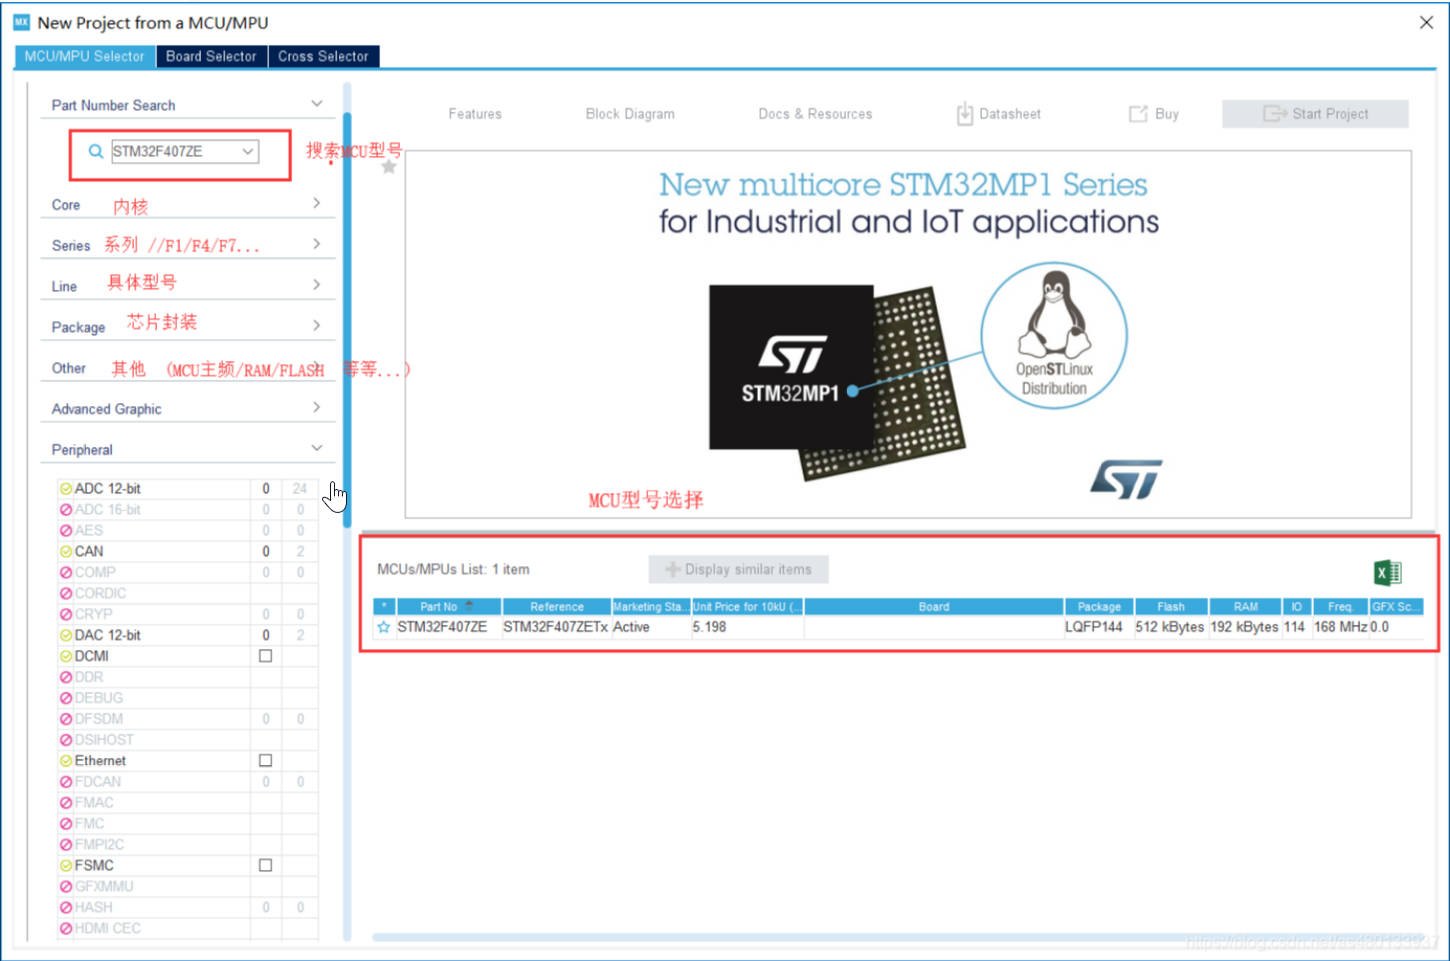 New Project from a MCU/MPU
MCU/MPU Selector Board Selector Cross Selector
Part Number Search
STM32F407ZE
搜索MCU型号
Core 内核
Series 系列 //F1/F4/F7...
Line 具体型号
Package 芯片封装
Other 其他 （MCU主频/RAM/FLASH 等等...）
Advanced Graphic
Peripheral
ADC 12-bit 0 24
ADC 16-bit 0 0
AES 0 0
CAN 0 2
COMP 0 0
CORDIC
CRYP 0 0
DAC 12-bit 0 2
DCMI
DDR
DEBUG
DFSDM 0 0
DSIHOST
Ethernet
FDCAN 0 0
FMAC
FMC
FMPI2C
FSMC
GFXMMU
HASH 0 0
HDMI CEC
Features Block Diagram Docs & Resources Datasheet Buy Start Project
New multicore STM32MP1 Series
for Industrial and IoT applications
ST
STM32MP1
OpenSTLinux
Distribution
ST
MCU型号选择
MCUs/MPUs List: 1 item Display similar items
* Part No Reference Marketing Sta... Unit Price for 10kU (... Board Package Flash RAM IO Freq. GFX Sc...
STM32F407ZE STM32F407ZETx Active 5.198 LQFP144 512 kBytes 192 kBytes 114 168 MHz 0.0